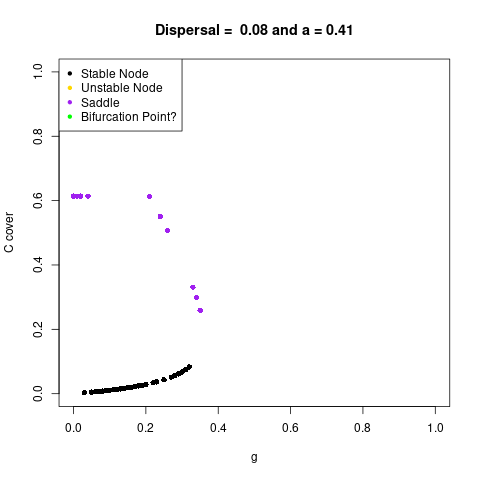 Dispersal =  0.08 and a = 0.41
Stable Node
Unstable Node
Saddle
Bifurcation Point?
C cover
1.0
0.8
0.6
0.4
0.2
0.0
0.0 0.2 0.4 0.6 0.8 1.0
g